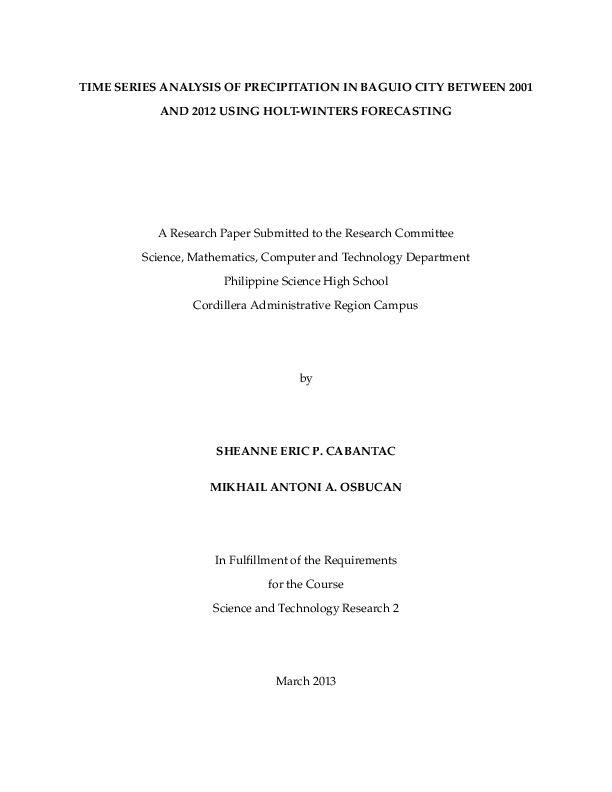 TIME SERIES ANALYSIS OF PRECIPITATION IN BAGUIO CITY BETWEEN 2001
AND 2012 USING HOLT-WINTERS FORECASTING
A Research Paper Submitted to the Research Committee
Science, Mathematics, Computer and Technology Department
Philippine Science High School
Cordillera Administrative Region Campus
by
SHEANNE ERIC P. CABANTAC
MIKHAIL ANTONI A. OSBUCAN
In Fulfillment of the Requirements
for the Course
Science and Technology Research 2
March 2013